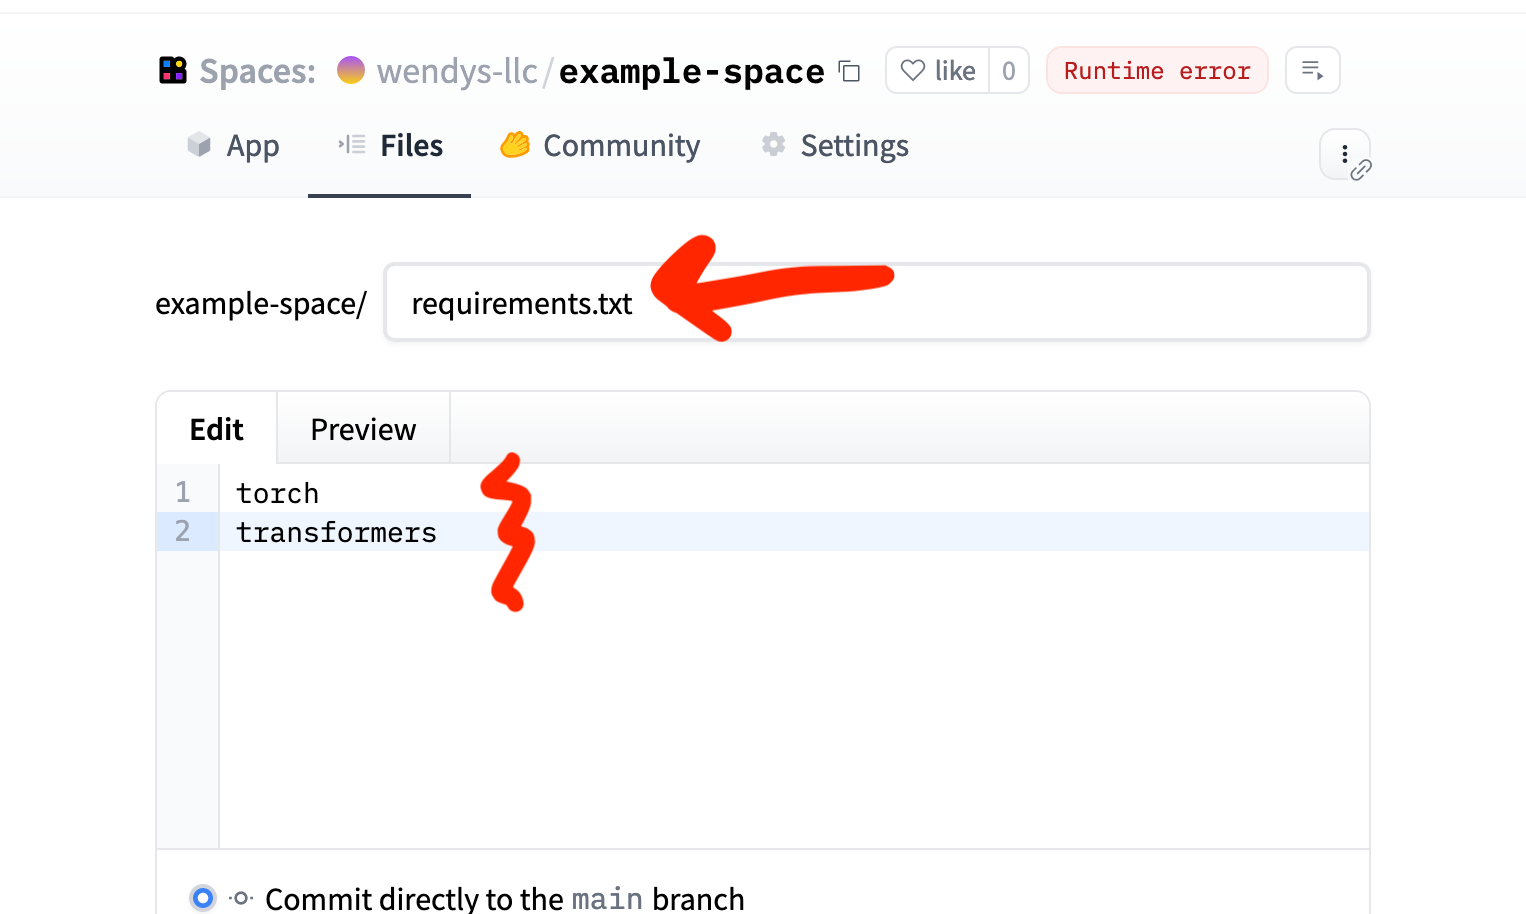 Spaces: wendys-llc/example-space like 0 Runtime error
App Files Community Settings
example-space/ requirements.txt
Edit Preview
1 torch
2 transformers
Commit directly to the main branch